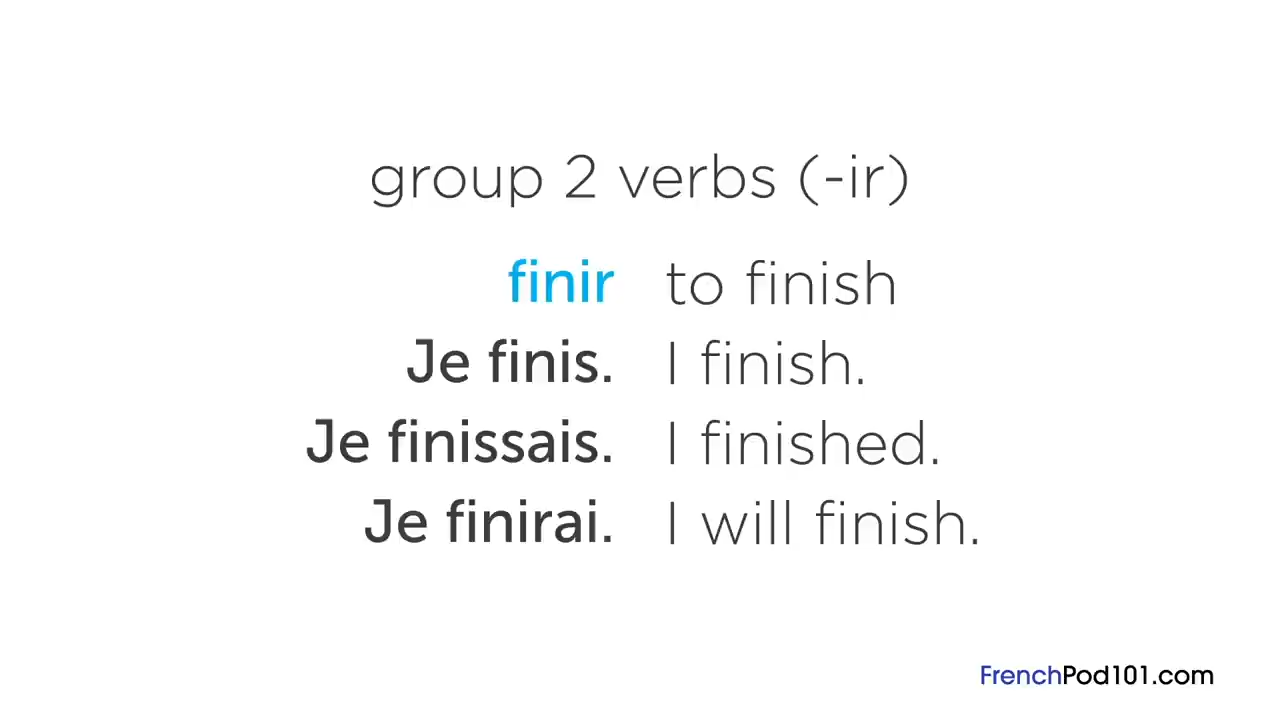 group 2 verbs (-ir)
finir to finish
Je finis. I finish.
Je finissais. I finished.
Je finirai. I will finish.
FrenchPod101.com